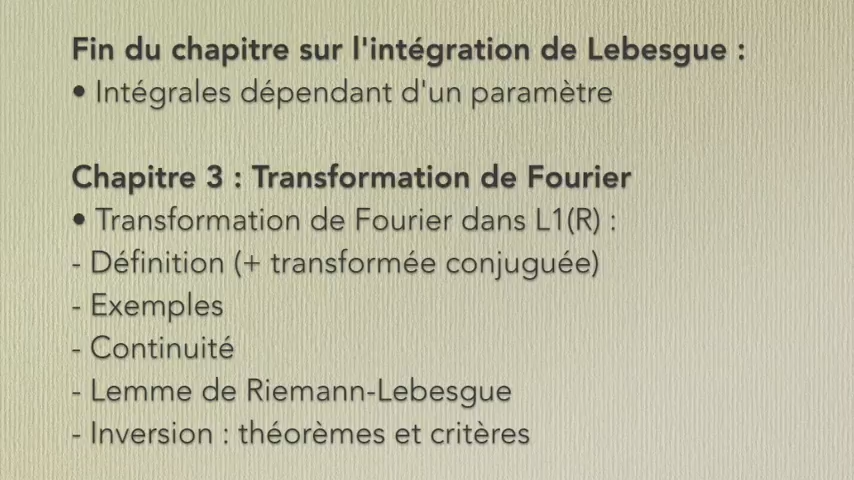 Fin du chapitre sur l'intégration de Lebesgue :
• Intégrales dépendant d'un paramètre
Chapitre 3 : Transformation de Fourier
• Transformation de Fourier dans L1(R) :
- Définition (+ transformée conjuguée)
- Exemples
- Continuité
- Lemme de Riemann-Lebesgue
- Inversion : théorèmes et critères